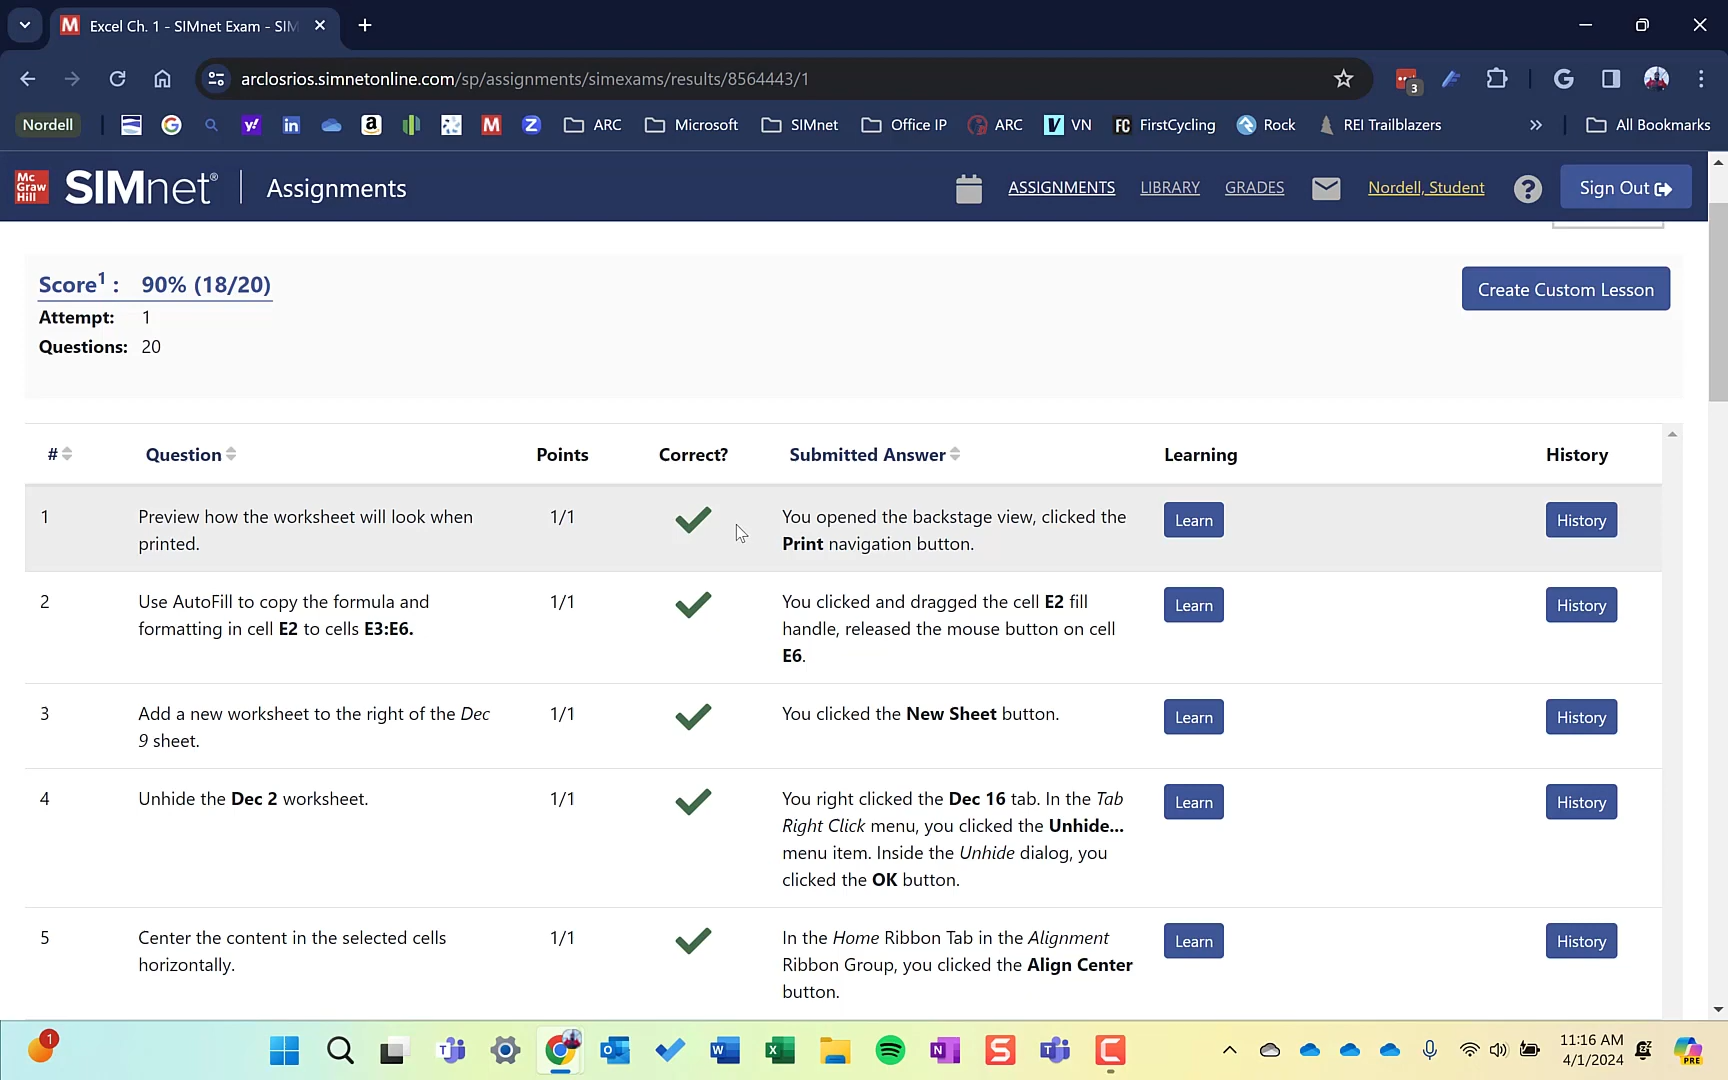 Excel Ch. 1 - SIMnet Exam - SIM
arclosrios.simnetonline.com/sp/assignments/simexams/results/8564443/1
3
Nordell
ARC
Microsoft
SIMnet
Office IP
ARC
VN
FirstCycling
Rock
REI Trailblazers
All Bookmarks
Mc
Graw
Hill
SIMnet®
Assignments
ASSIGNMENTS
LIBRARY
GRADES
Nordell, Student
Sign Out
Score1 : 90% (18/20)
Create Custom Lesson
Attempt: 1
Questions: 20
# Question Points Correct? Submitted Answer Learning History
1 Preview how the worksheet will look when 1/1 You opened the backstage view, clicked the Learn History
printed. Print navigation button.
2 Use AutoFill to copy the formula and 1/1 You clicked and dragged the cell E2 fill Learn History
formatting in cell E2 to cells E3:E6. handle, released the mouse button on cell
E6.
3 Add a new worksheet to the right of the Dec 1/1 You clicked the New Sheet button. Learn History
9 sheet.
4 Unhide the Dec 2 worksheet. 1/1 You right clicked the Dec 16 tab. In the Tab Learn History
Right Click menu, you clicked the Unhide...
menu item. Inside the Unhide dialog, you
clicked the OK button.
5 Center the content in the selected cells 1/1 In the Home Ribbon Tab in the Alignment Learn History
horizontally. Ribbon Group, you clicked the Align Center
button.
1
11:16 AM
4/1/2024
PRE